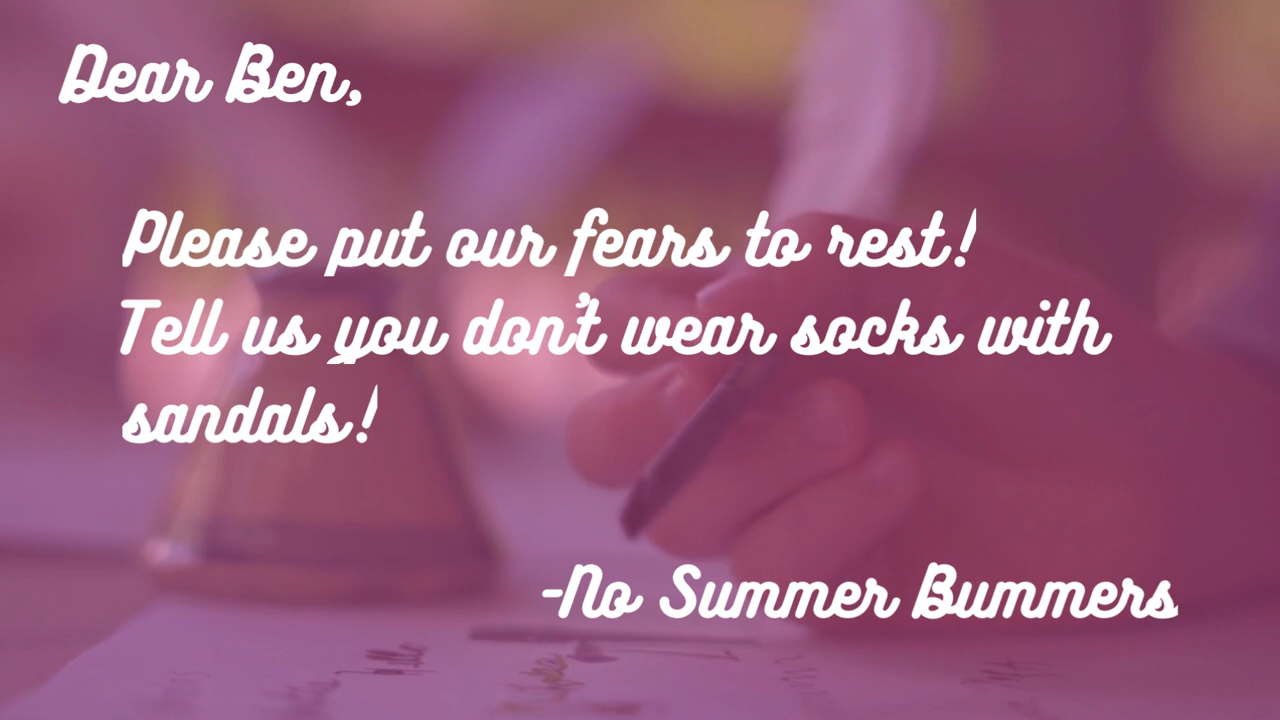 Dear Ben,
Please put our fears to rest!
Tell us you don't wear socks with
sandals!
-No Summer Bummers